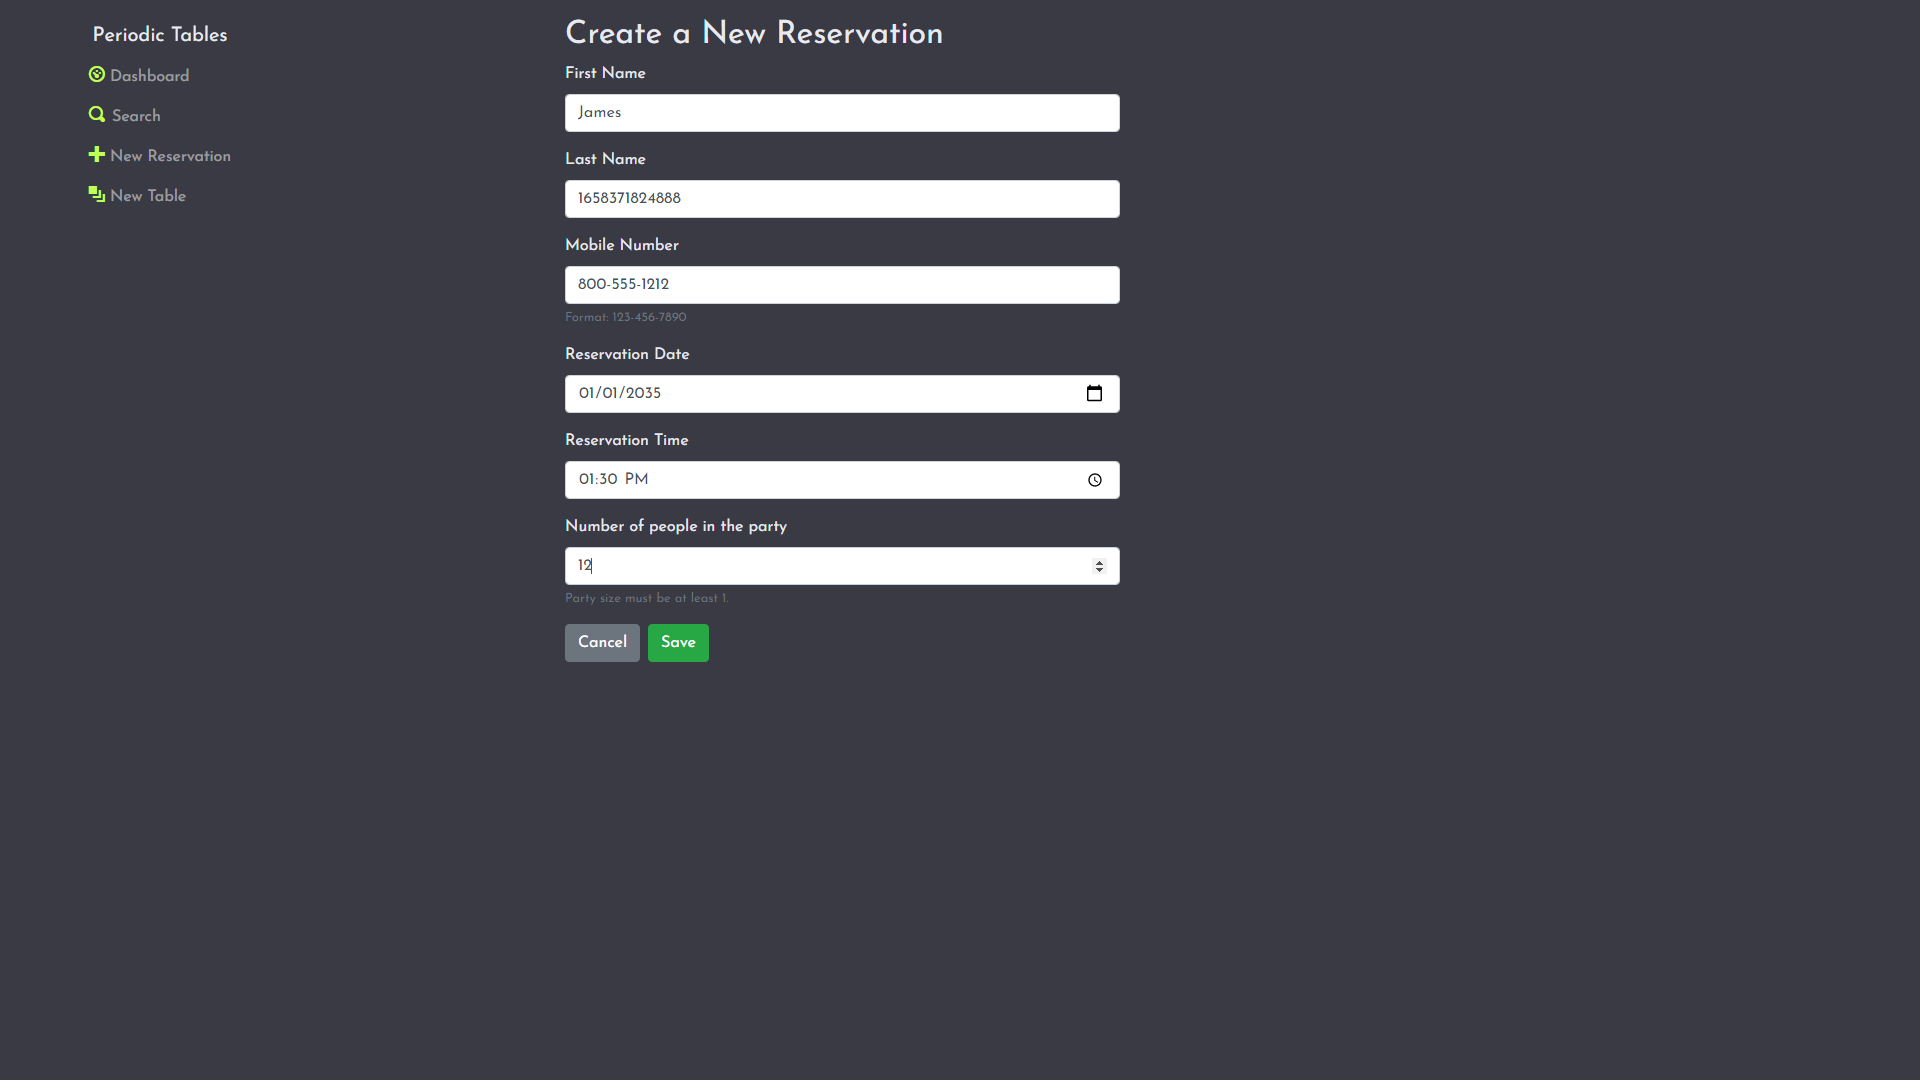 Periodic Tables
Dashboard
Search
New Reservation
New Table
Create a New Reservation
First Name
James
Last Name
1658371824888
Mobile Number
800-555-1212
Format: 123-456-7890
Reservation Date
01/01/2035
Reservation Time
01:30 PM
Number of people in the party
12
Party size must be at least 1.
Cancel Save